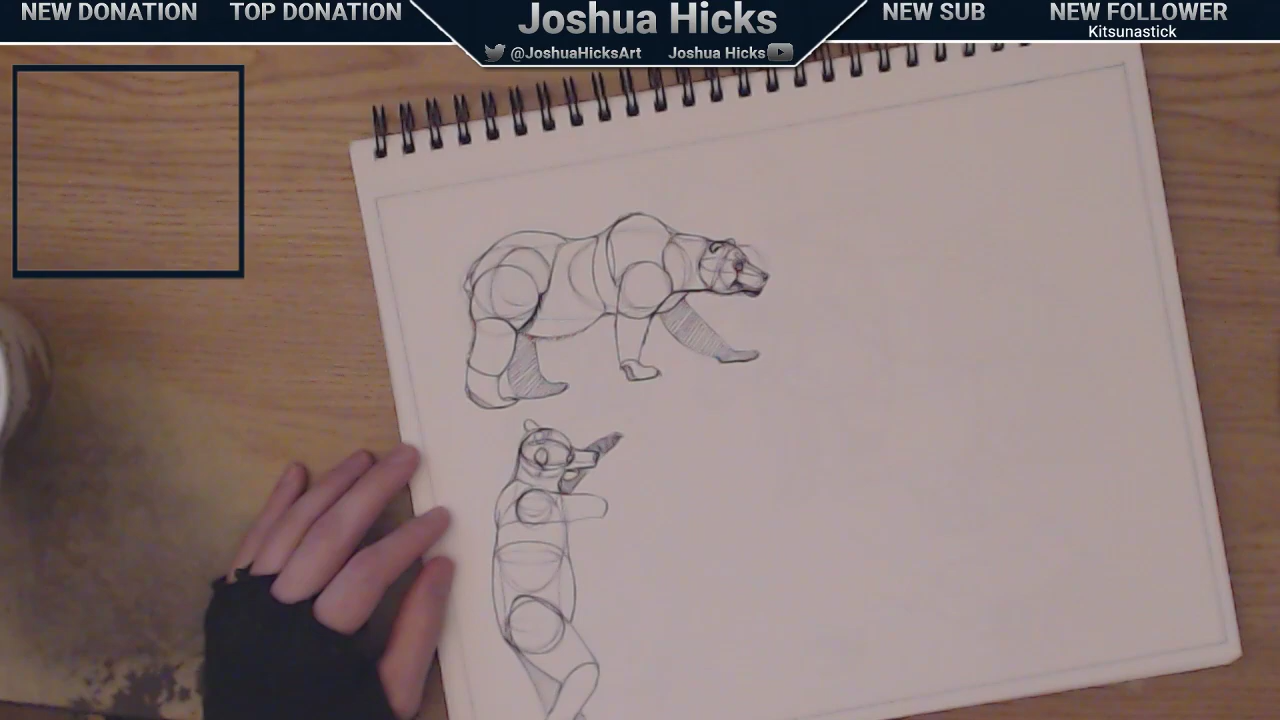 NEW DONATION
TOP DONATION
Joshua Hicks
NEW SUB
NEW FOLLOWER
Kitsunastick
@JoshuaHicksArt
Joshua Hicks